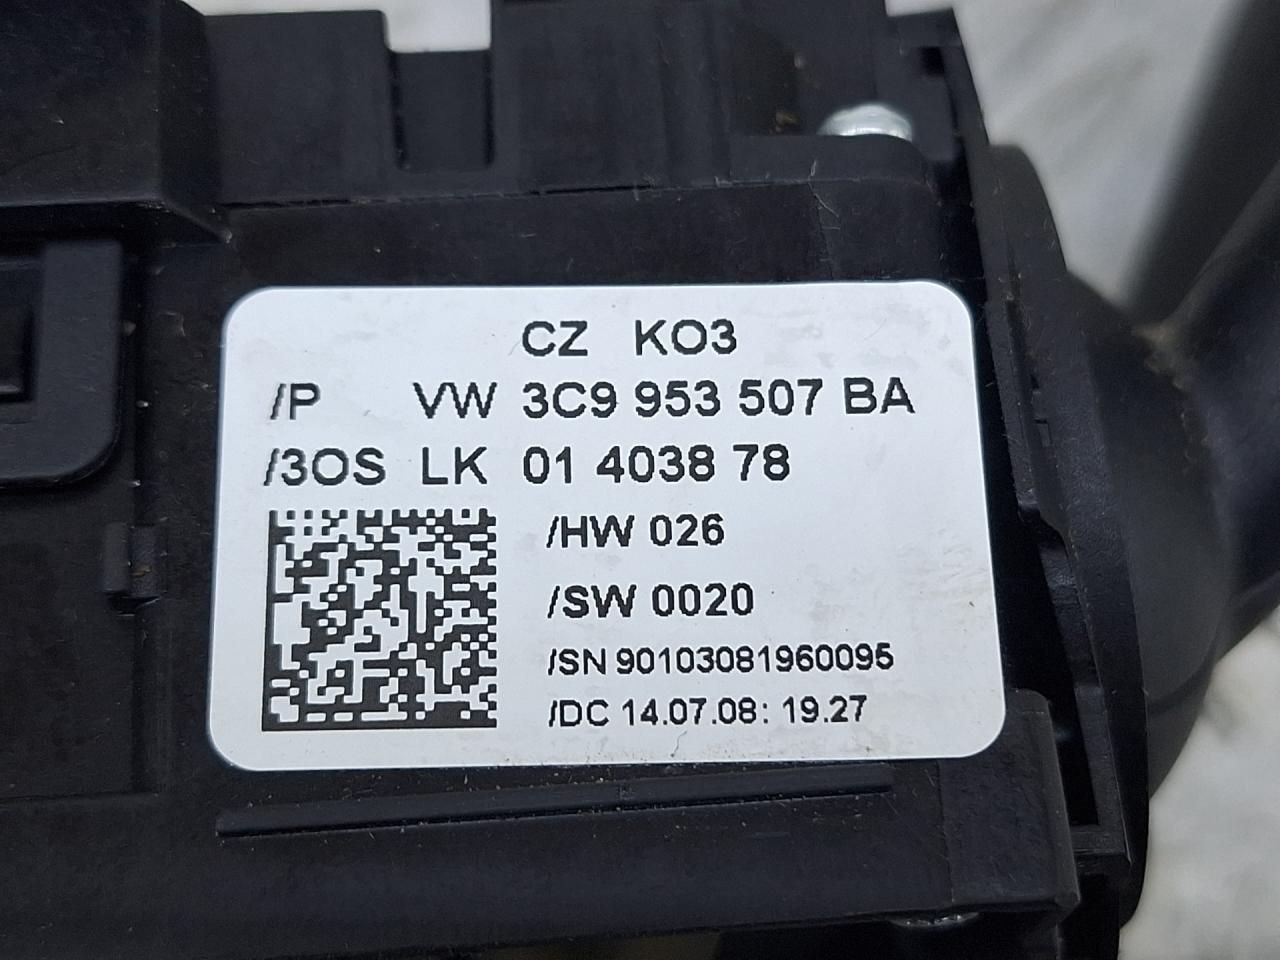 CZ KO3
/P VW 3C9 953 507 BA
/3OS LK 01 4038 78
/HW 026
/SW 0020
/SN 90103081960095
/DC 14.07.08: 19.27